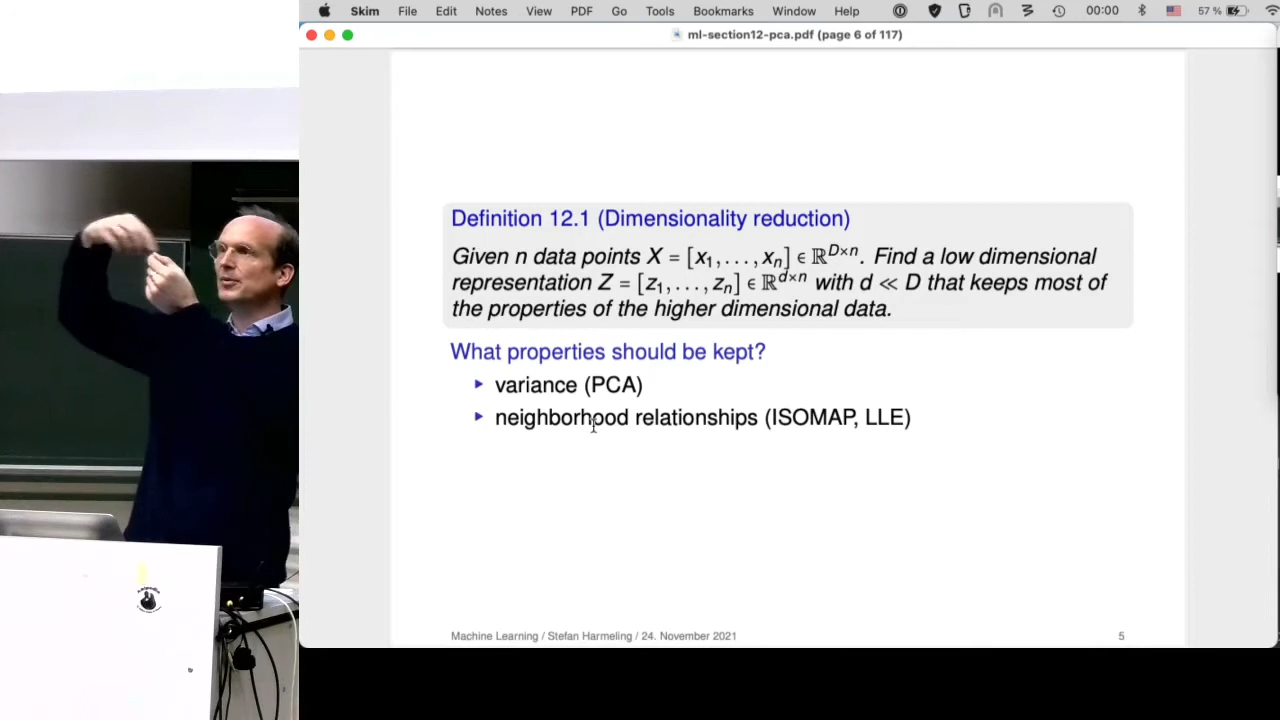 Skim File Edit Notes View PDF Go Tools Bookmarks Window Help 00:00 57 %
ml-section12-pca.pdf (page 6 of 117)
Definition 12.1 (Dimensionality reduction)
Given n data points X = [x₁, . . . , xₙ] ∈ ℝᴰˣⁿ. Find a low dimensional
representation Z = [z₁, . . . , zₙ] ∈ ℝᵈˣⁿ with d ≪ D that keeps most of
the properties of the higher dimensional data.
What properties should be kept?
▸ variance (PCA)
▸ neighborhood relationships (ISOMAP, LLE)
Machine Learning / Stefan Harmeling / 24. November 2021 5